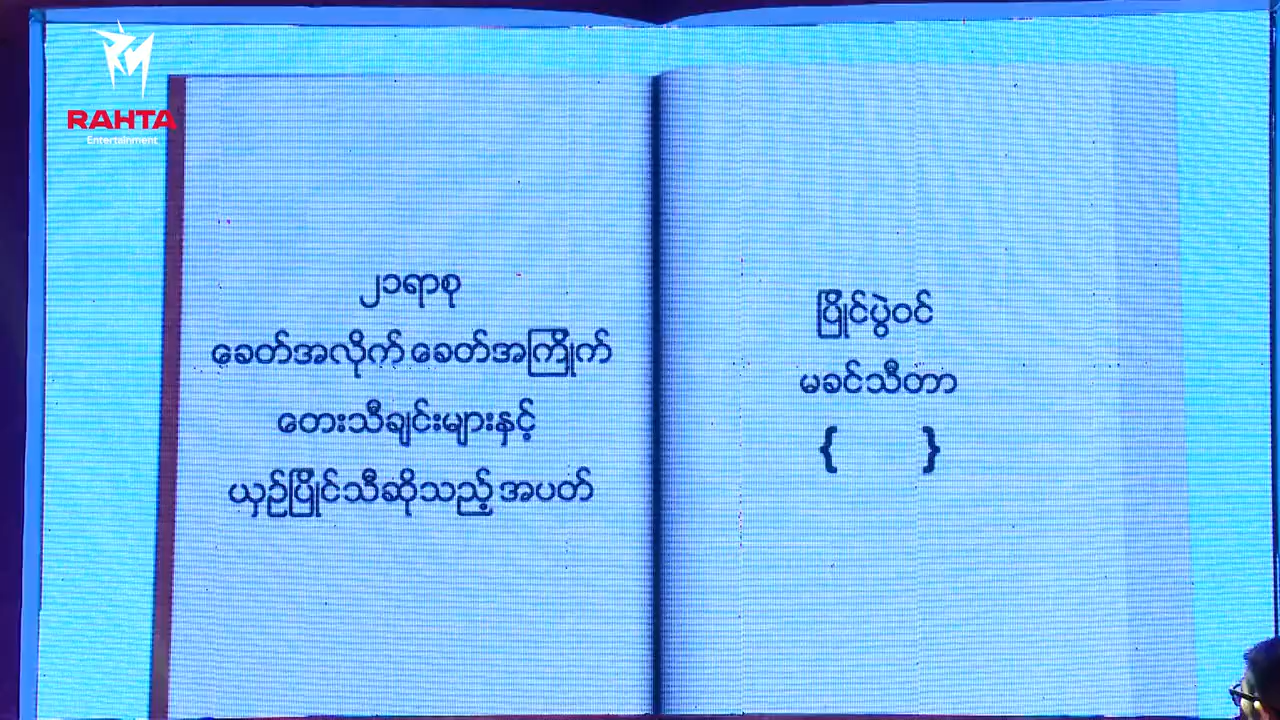 RAHTA
Entertainment
၂၁ရာစု
ခေတ်အလိုက် ခေတ်အကြိုက်
တေးသီချင်းများနှင့်
ယှဉ်ပြိုင်သီဆိုသည့် အပတ်
ပြိုင်ပွဲဝင်
မခင်သီတာ
{ }